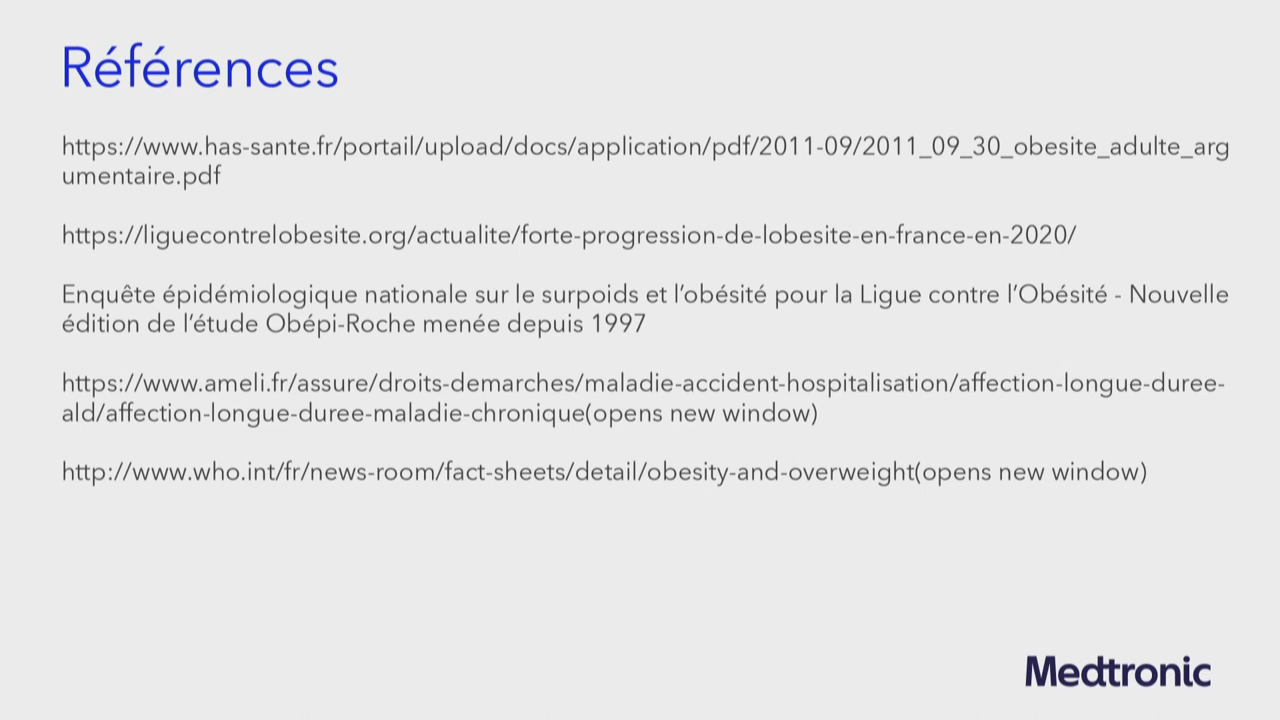 Références
https://www.has-sante.fr/portail/upload/docs/application/pdf/2011-09/2011_09_30_obesite_adulte_arg
umentaire.pdf
https://liguecontrelobesite.org/actualite/forte-progression-de-lobesite-en-france-en-2020/
Enquête épidémiologique nationale sur le surpoids et l’obésité pour la Ligue contre l’Obésité - Nouvelle
édition de l’étude Obépi-Roche menée depuis 1997
https://www.ameli.fr/assure/droits-demarches/maladie-accident-hospitalisation/affection-longue-duree-
ald/affection-longue-duree-maladie-chronique(opens new window)
http://www.who.int/fr/news-room/fact-sheets/detail/obesity-and-overweight(opens new window)
Medtronic